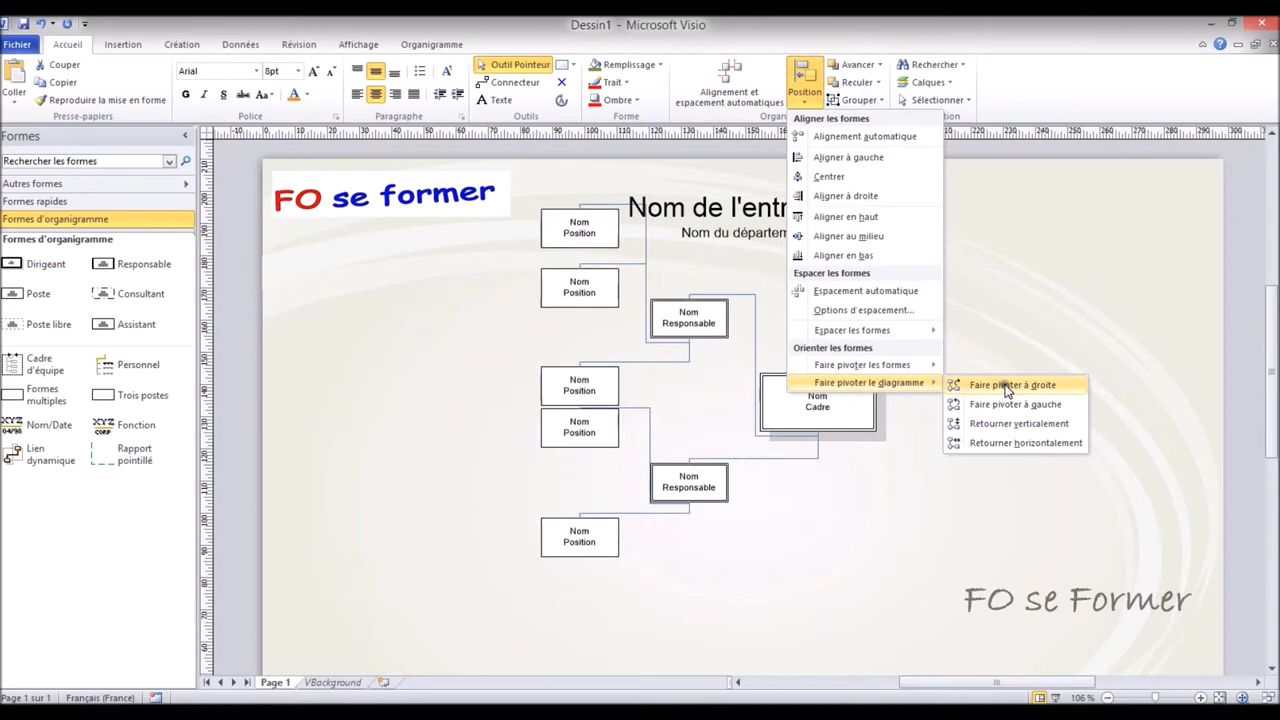 Dessin1 - Microsoft Visio
Fichier Accueil Insertion Création Données Révision Affichage Organigramme
Coller
Couper
Copier
Reproduire la mise en forme
Presse-papiers
Arial 8pt
Police
Paragraphe
Outil Pointeur
Connecteur
Texte
Outils
Remplissage
Trait
Ombre
Forme
Alignement et
espacement automatiques
Position
Avancer
Reculer
Grouper
Rechercher
Calques
Sélectionner
Modification
Aligner les formes
Alignement automatique
Aligner à gauche
Centrer
Aligner à droite
Aligner en haut
Aligner au milieu
Aligner en bas
Espacer les formes
Espacement automatique
Options d'espacement...
Espacer les formes
Orienter les formes
Faire pivoter les formes
Faire pivoter le diagramme
Faire pivoter à droite
Faire pivoter à gauche
Retourner verticalement
Retourner horizontalement
Formes
Rechercher les formes
Autres formes
Formes rapides
Formes d'organigramme
Formes d'organigramme
Dirigeant Responsable
Poste Consultant
Poste libre Assistant
Cadre
d'équipe
Personnel
Formes
multiples
Trois postes
Nom/Date Fonction
Lien
dynamique
Rapport
pointillé
FO se former
Nom de l'entr
Nom du départem
Nom
Position
Nom
Position
Nom
Responsable
Nom
Position
Nom
Position
Nom
Cadre
Nom
Responsable
Nom
Position
FO se Former
Page 1 VBackground
Page 1 sur 1 Français (France) 106 %